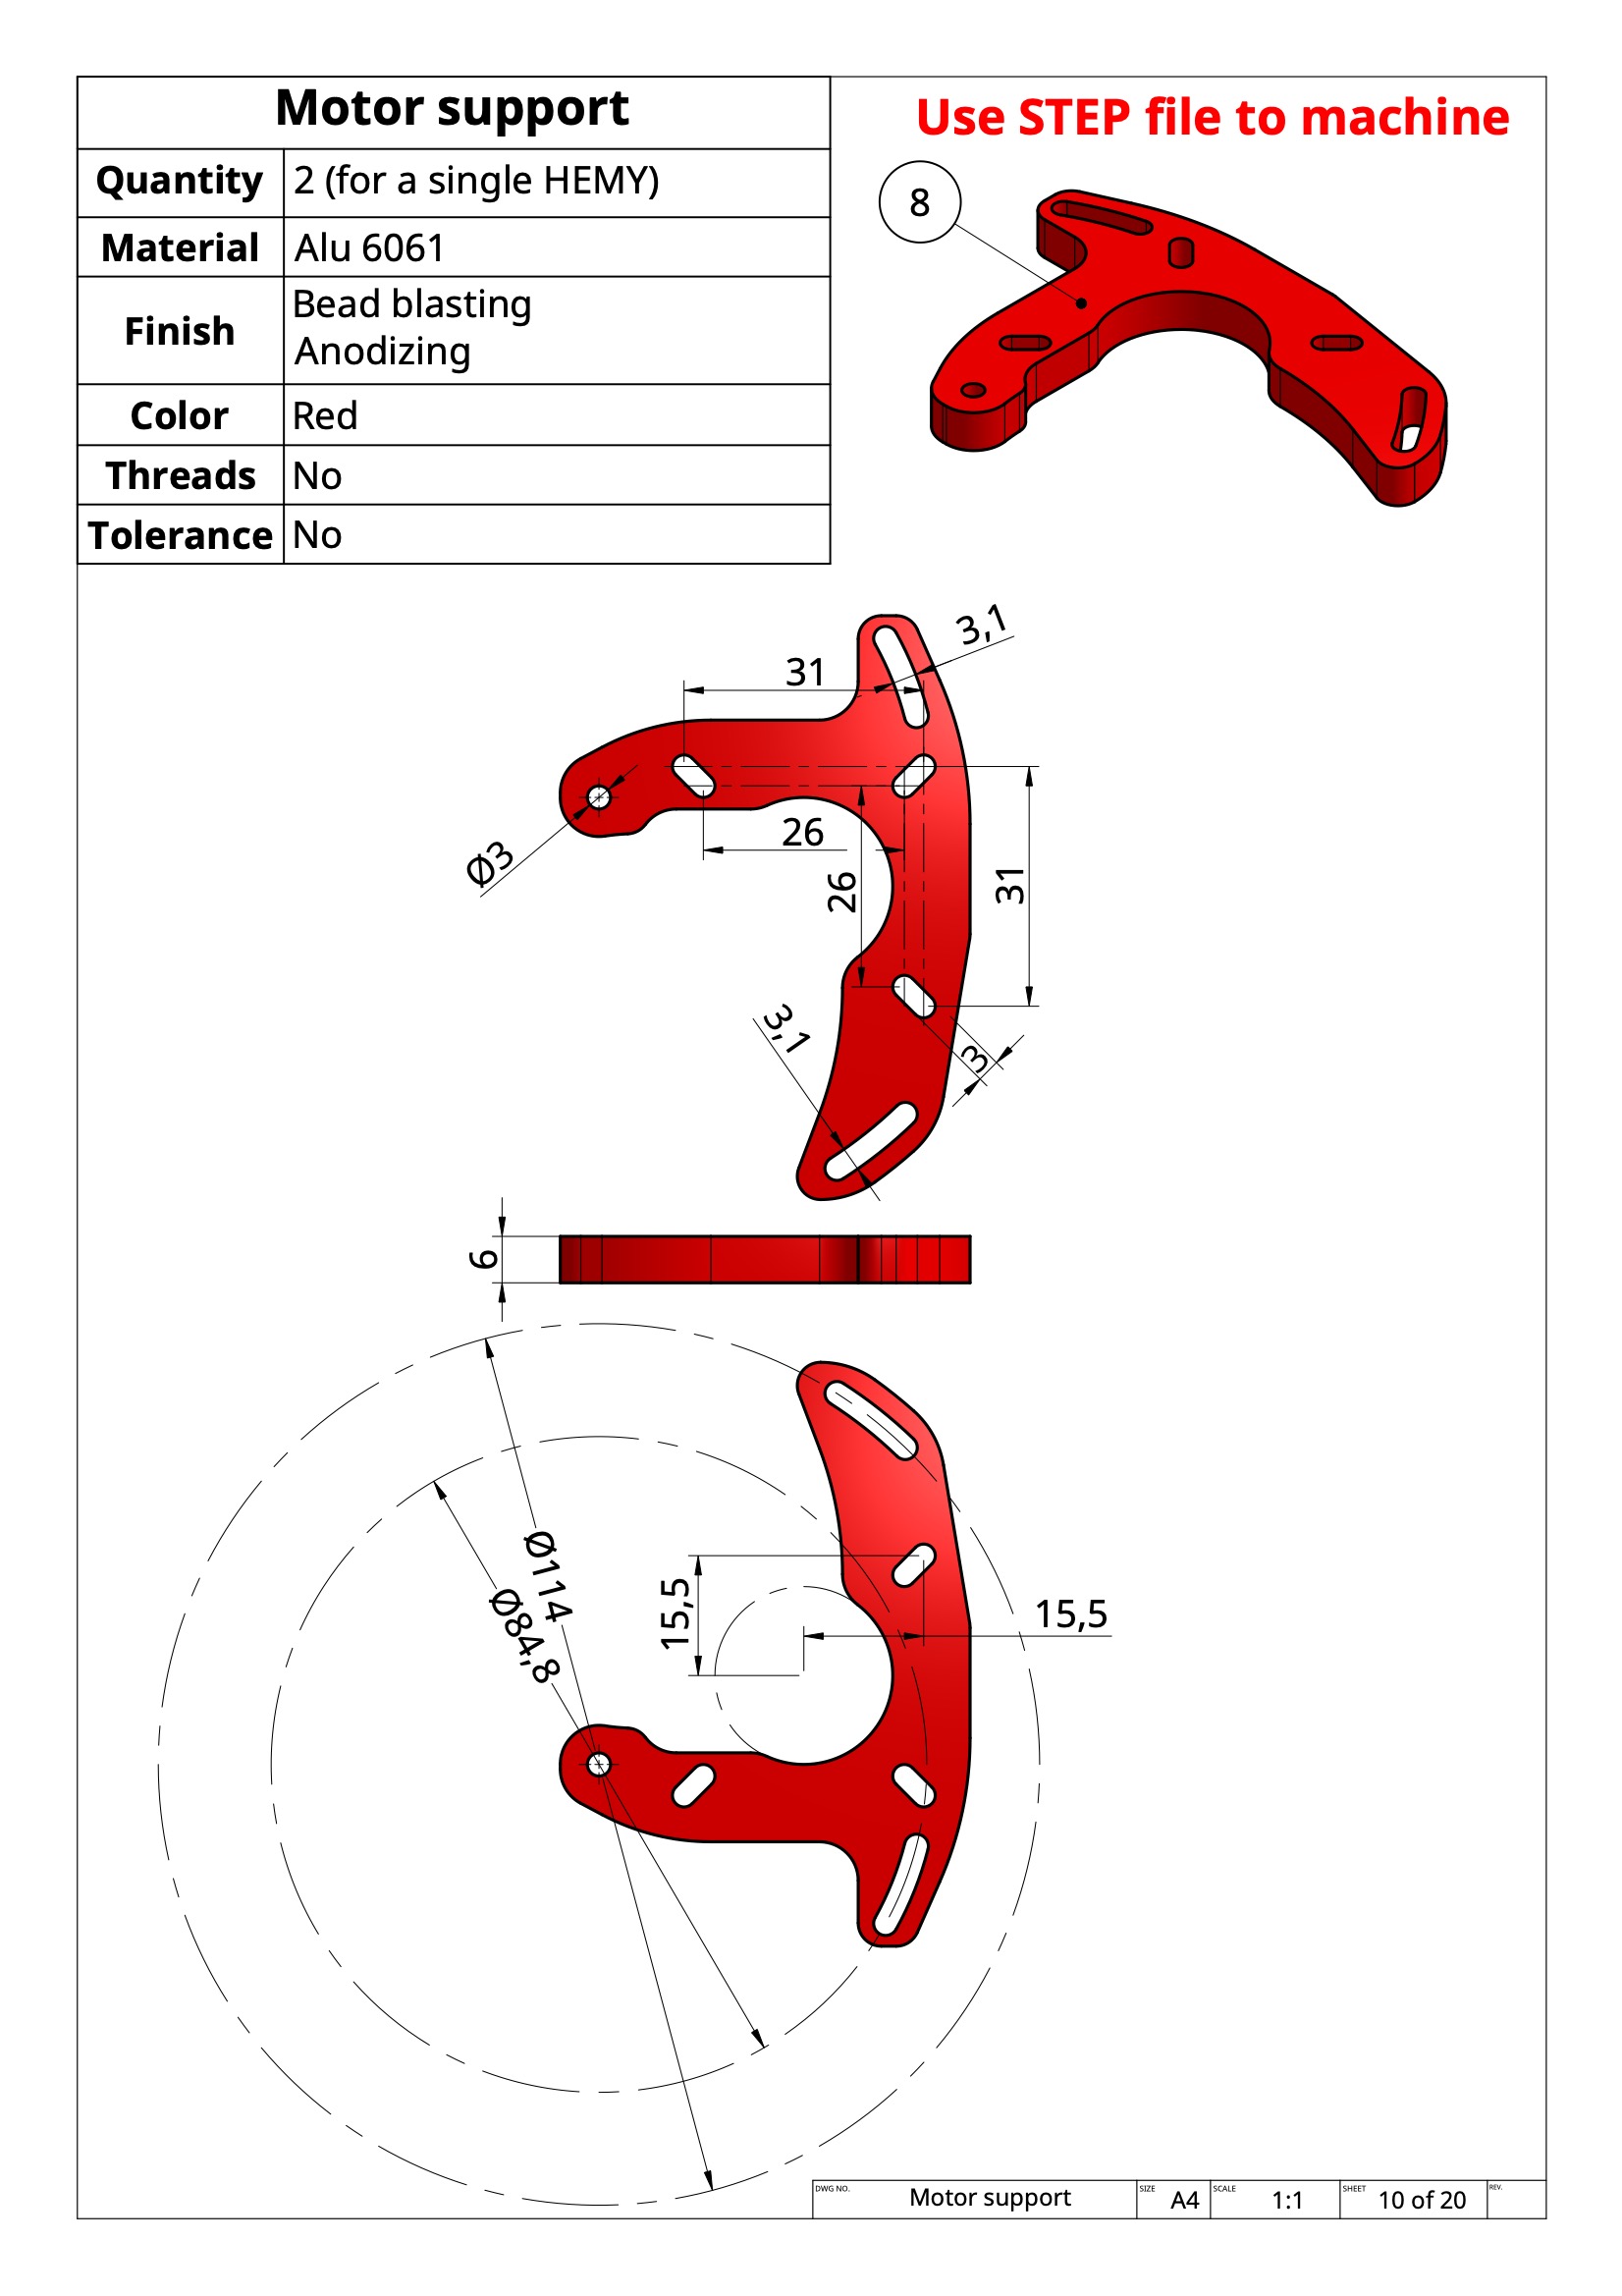 Motor support
Quantity 2 (for a single HEMY)
Material Alu 6061
Finish Bead blasting
Anodizing
Color Red
Threads No
Tolerance No
Use STEP file to machine
8
3,1
31
Ø3
26
26
31
3,1
3
6
Ø114
Ø84,8
15,5
15,5
DWG NO. Motor support SIZE A4 SCALE 1:1 SHEET 10 of 20 REV.